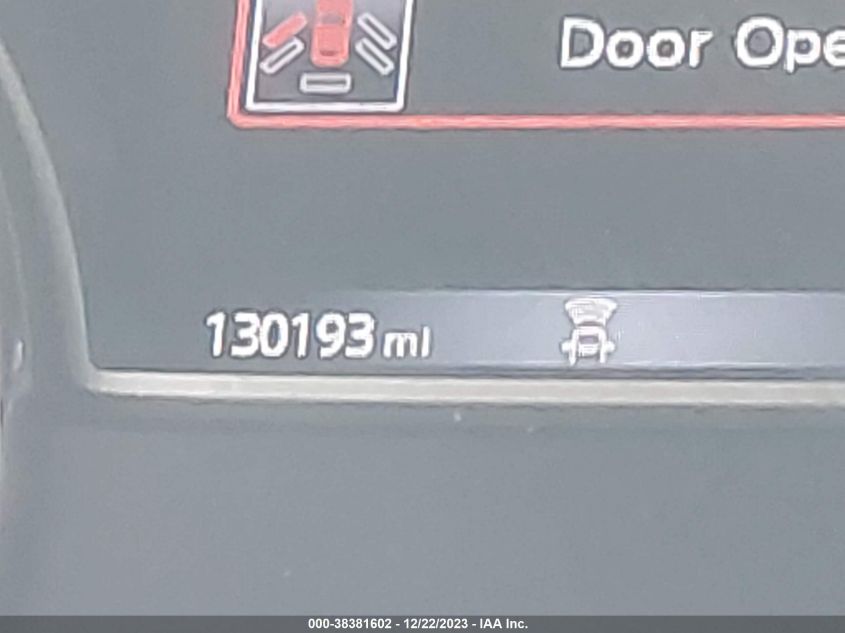 Door Ope
130193 mi
000-38381602 - 12/22/2023 - IAA Inc.